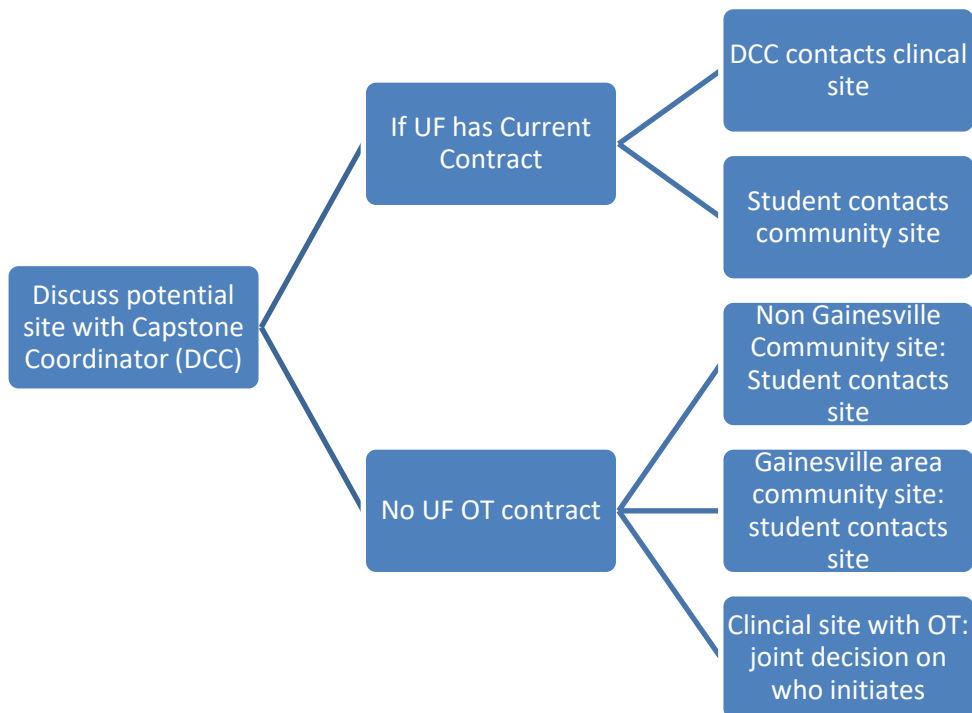 DCC contacts clincal
site
If UF has Current
Contract
Student contacts
community site
Discuss potential
site with Capstone
Coordinator (DCC)
Non Gainesville
Community site:
Student contacts
site
No UF OT contract
Gainesville area
community site:
student contacts
site
Clincial site with OT:
joint decision on
who initiates